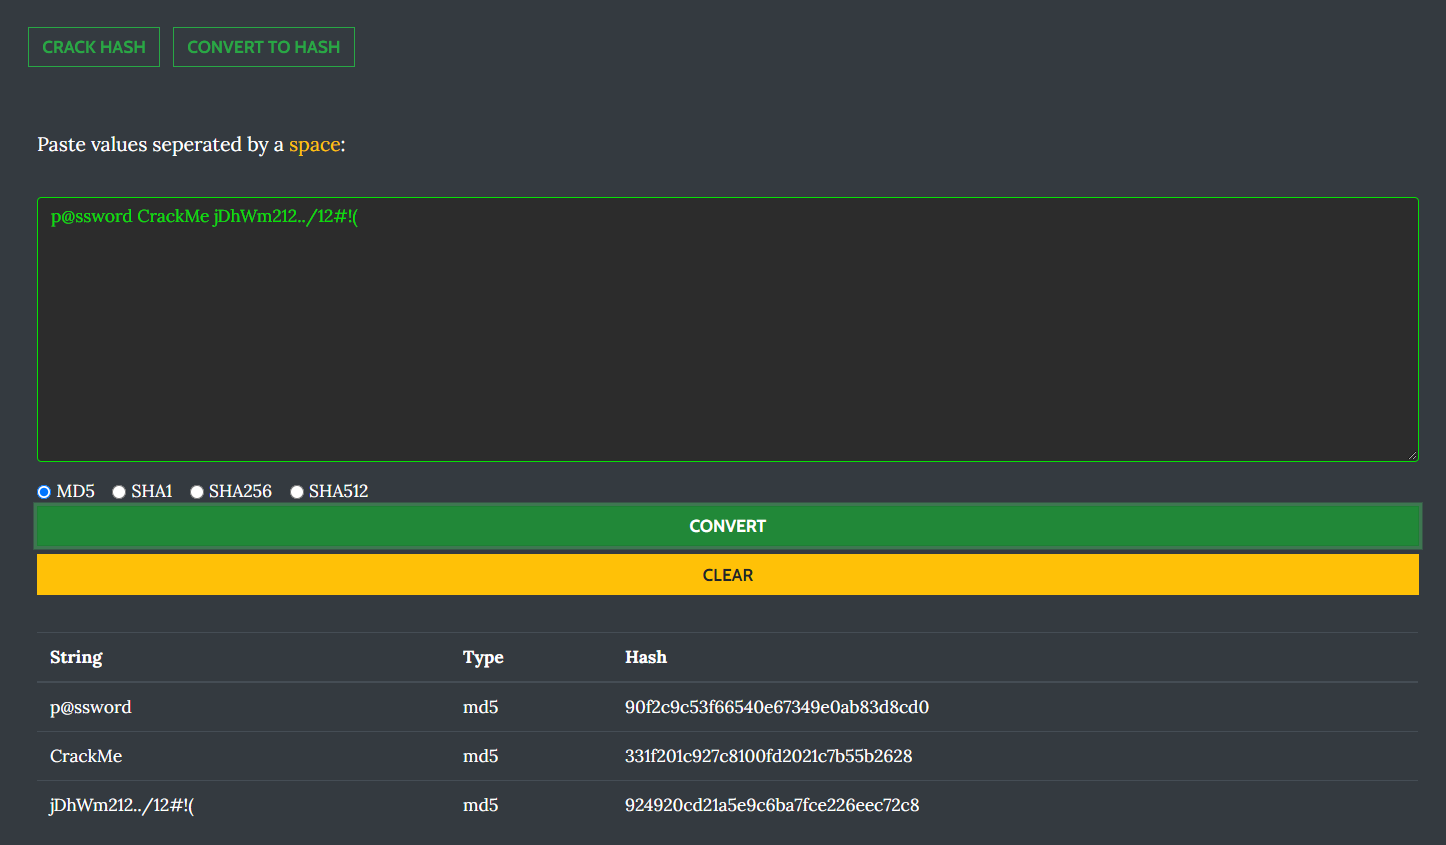 CRACK HASH CONVERT TO HASH
Paste values seperated by a space:
p@ssword CrackMe jDhWm212../12#!(
MD5 SHA1 SHA256 SHA512
CONVERT
CLEAR
String Type Hash
p@ssword md5 90f2c9c53f66540e67349e0ab83d8cd0
CrackMe md5 331f201c927c8100fd2021c7b55b2628
jDhWm212../12#!( md5 924920cd21a5e9c6ba7fce226eec72c8